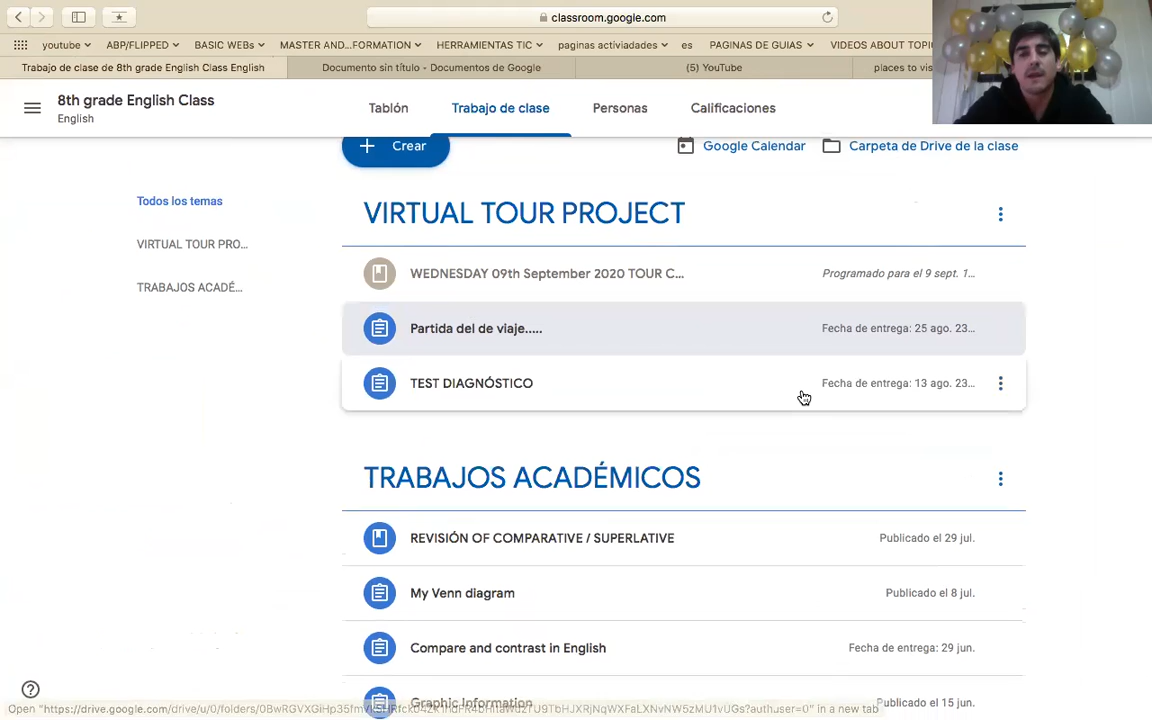 classroom.google.com
youtube
ABP/FLIPPED
BASIC WEBs
MASTER AND...FORMATION
HERRAMIENTAS TIC
paginas activiadades
es
PAGINAS DE GUIAS
VIDEOS ABOUT TOPI
Trabajo de clase de 8th grade English Class English
Documento sin título - Documentos de Google
(5) YouTube
places to vis
8th grade English Class
English
Tablón
Trabajo de clase
Personas
Calificaciones
Crear
Google Calendar
Carpeta de Drive de la clase
Todos los temas
VIRTUAL TOUR PRO...
TRABAJOS ACADÉ...
VIRTUAL TOUR PROJECT
WEDNESDAY 09th September 2020 TOUR C...
Programado para el 9 sept. 1...
Partida del de viaje.....
Fecha de entrega: 25 ago. 23...
TEST DIAGNÓSTICO
Fecha de entrega: 13 ago. 23...
TRABAJOS ACADÉMICOS
REVISIÓN OF COMPARATIVE / SUPERLATIVE
Publicado el 29 jul.
My Venn diagram
Publicado el 8 jul.
Compare and contrast in English
Fecha de entrega: 29 jun.
Graphic Information
Publicado el 15 jun.
in a new tab